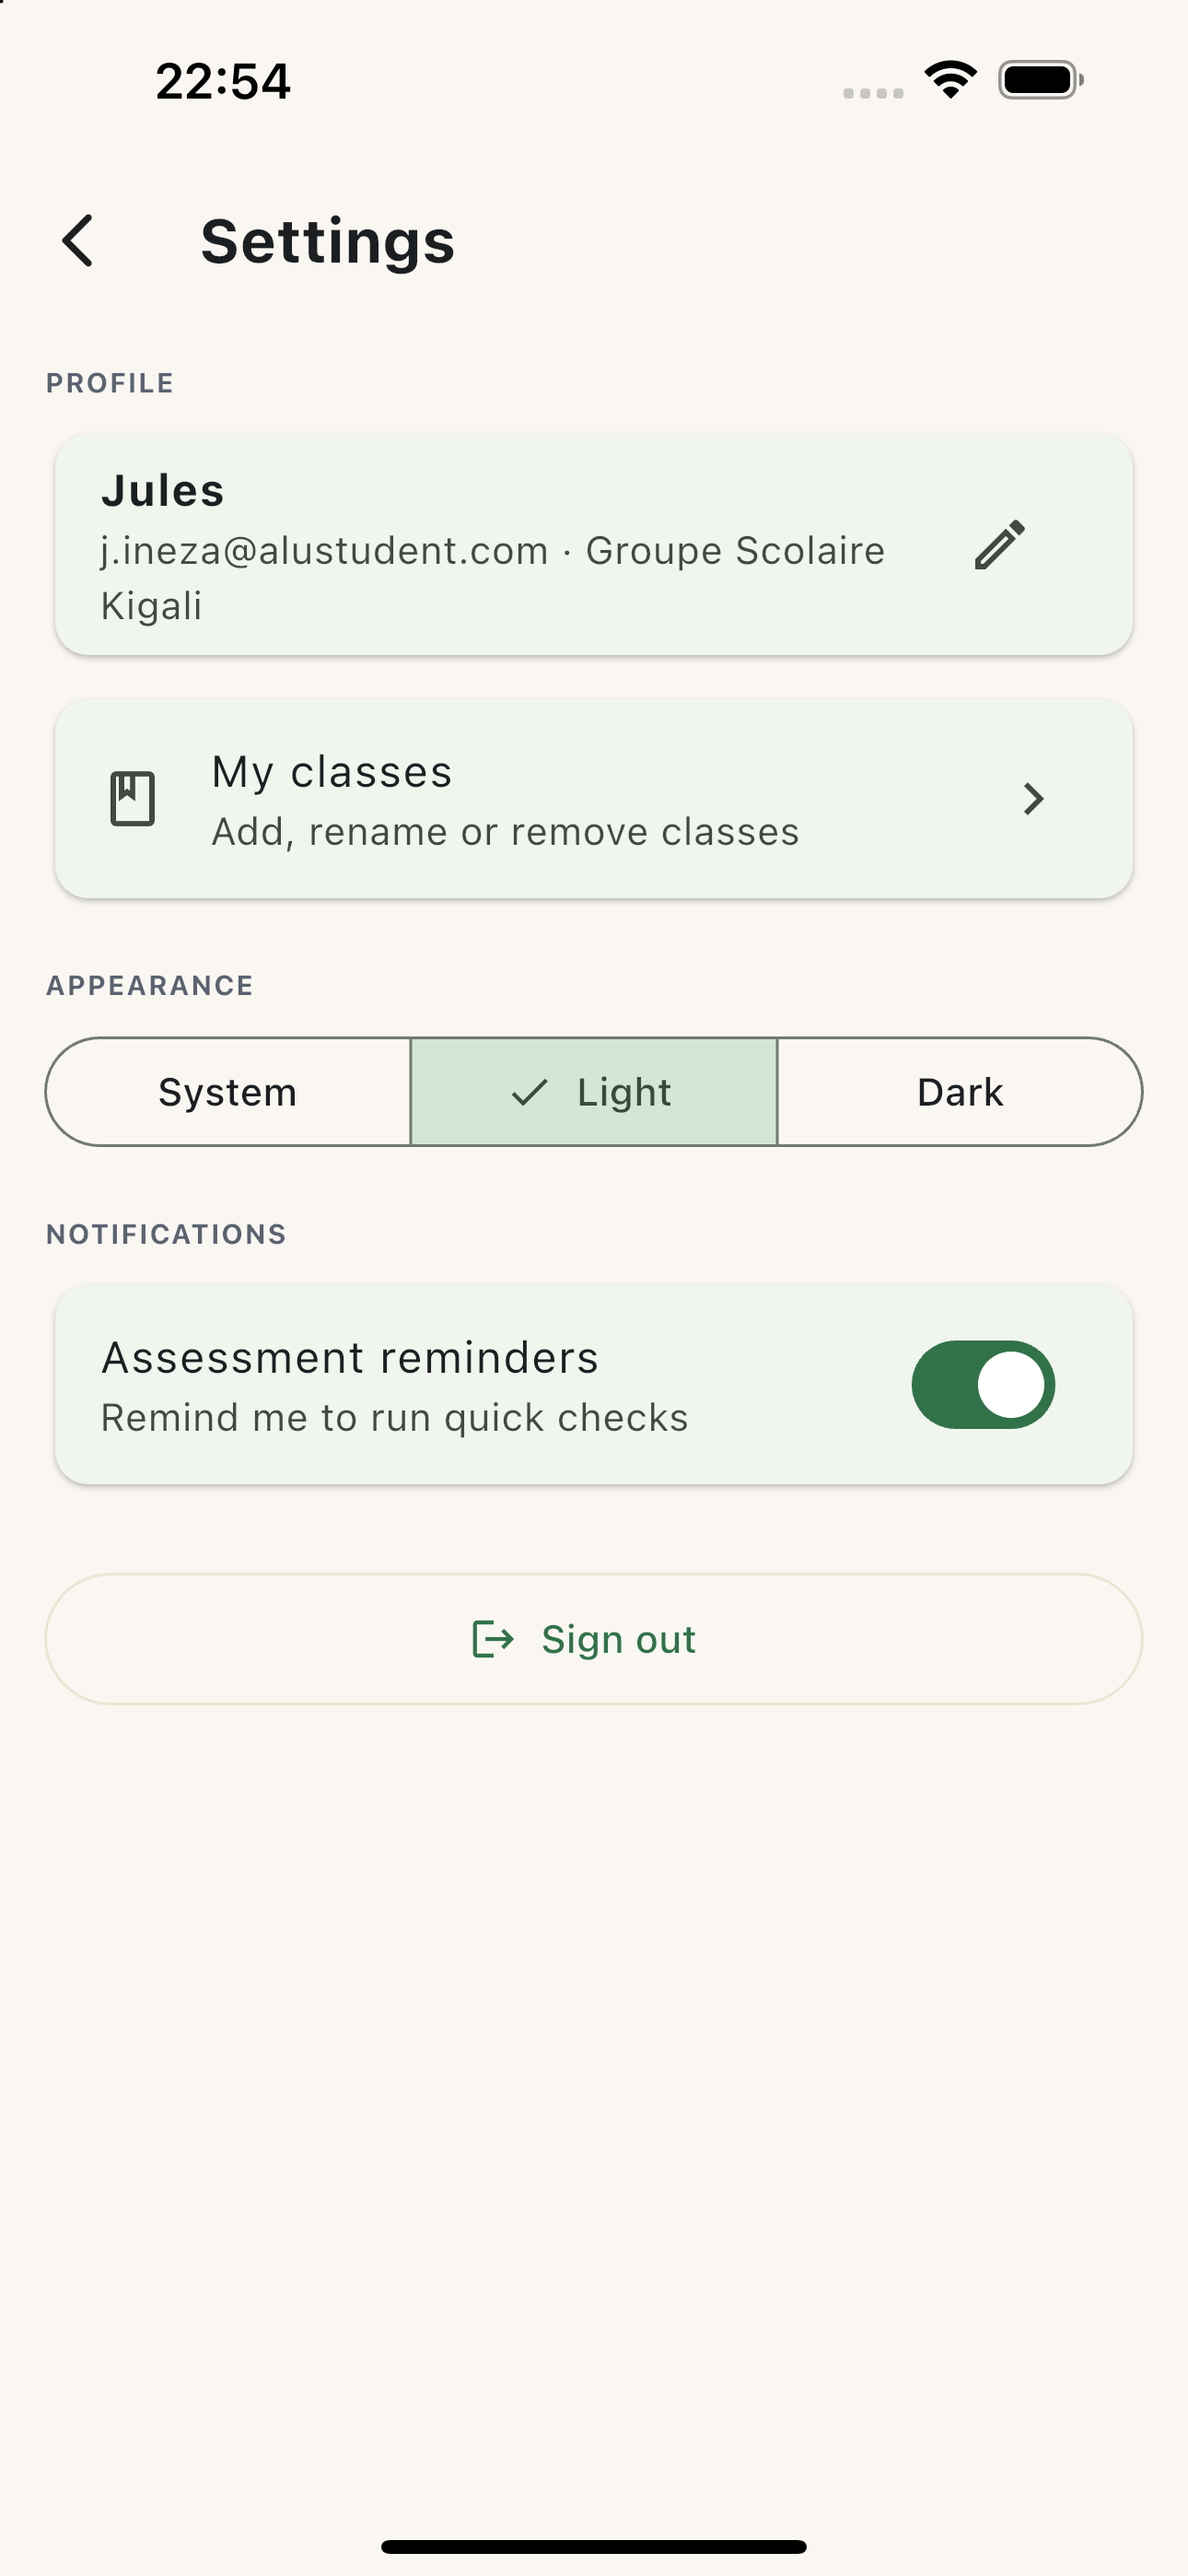 22:54
Settings
PROFILE
Jules
j.ineza@alustudent.com · Groupe Scolaire
Kigali
My classes
Add, rename or remove classes
APPEARANCE
System
Light
Dark
NOTIFICATIONS
Assessment reminders
Remind me to run quick checks
Sign out